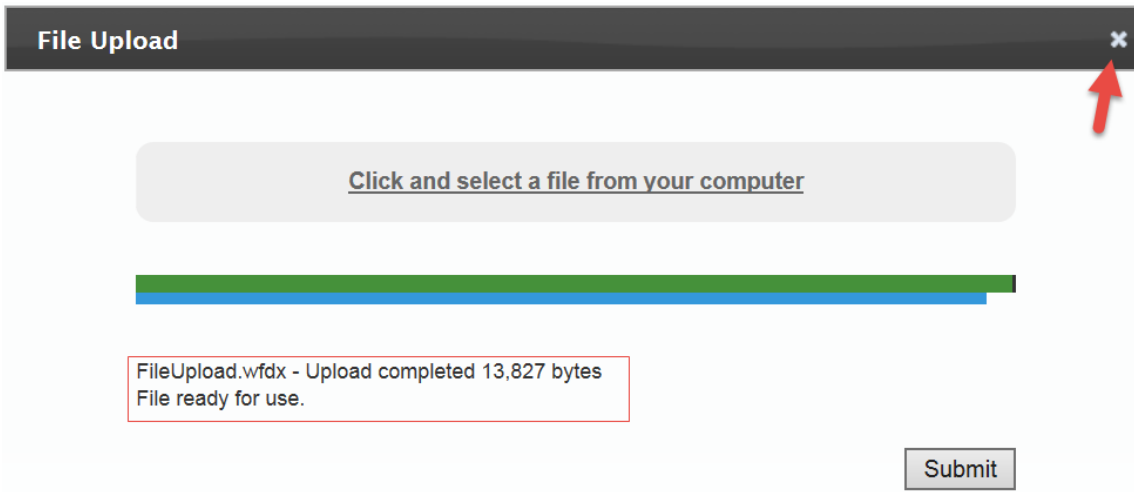 File Upload
Click and select a file from your computer
FileUpload.wfdx - Upload completed 13,827 bytes
File ready for use.
Submit